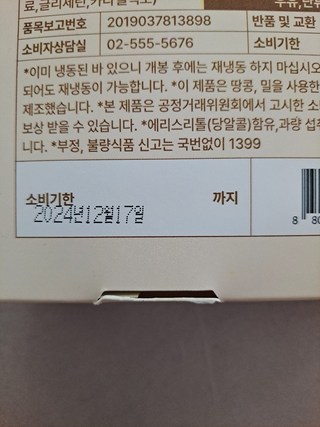 료,글리세린,카라멜색소)
품목보고번호 2019037813898 반품 및 교환
소비자상담실 02-555-5676 소비기한
*이미 냉동된 바 있으니 개봉 후에는 재냉동 하지 마십시오
되어도 재냉동이 가능합니다. *이 제품은 땅콩, 밀을 사용한
제조했습니다. *본 제품은 공정거래위원회에서 고시한 소비
보상 받을 수 있습니다. *에리스리톨(당알콜)함유,과량 섭취
니다. *부정, 불량식품 신고는 국번없이 1399
소비기한 까지
2024년12월17일
8 80